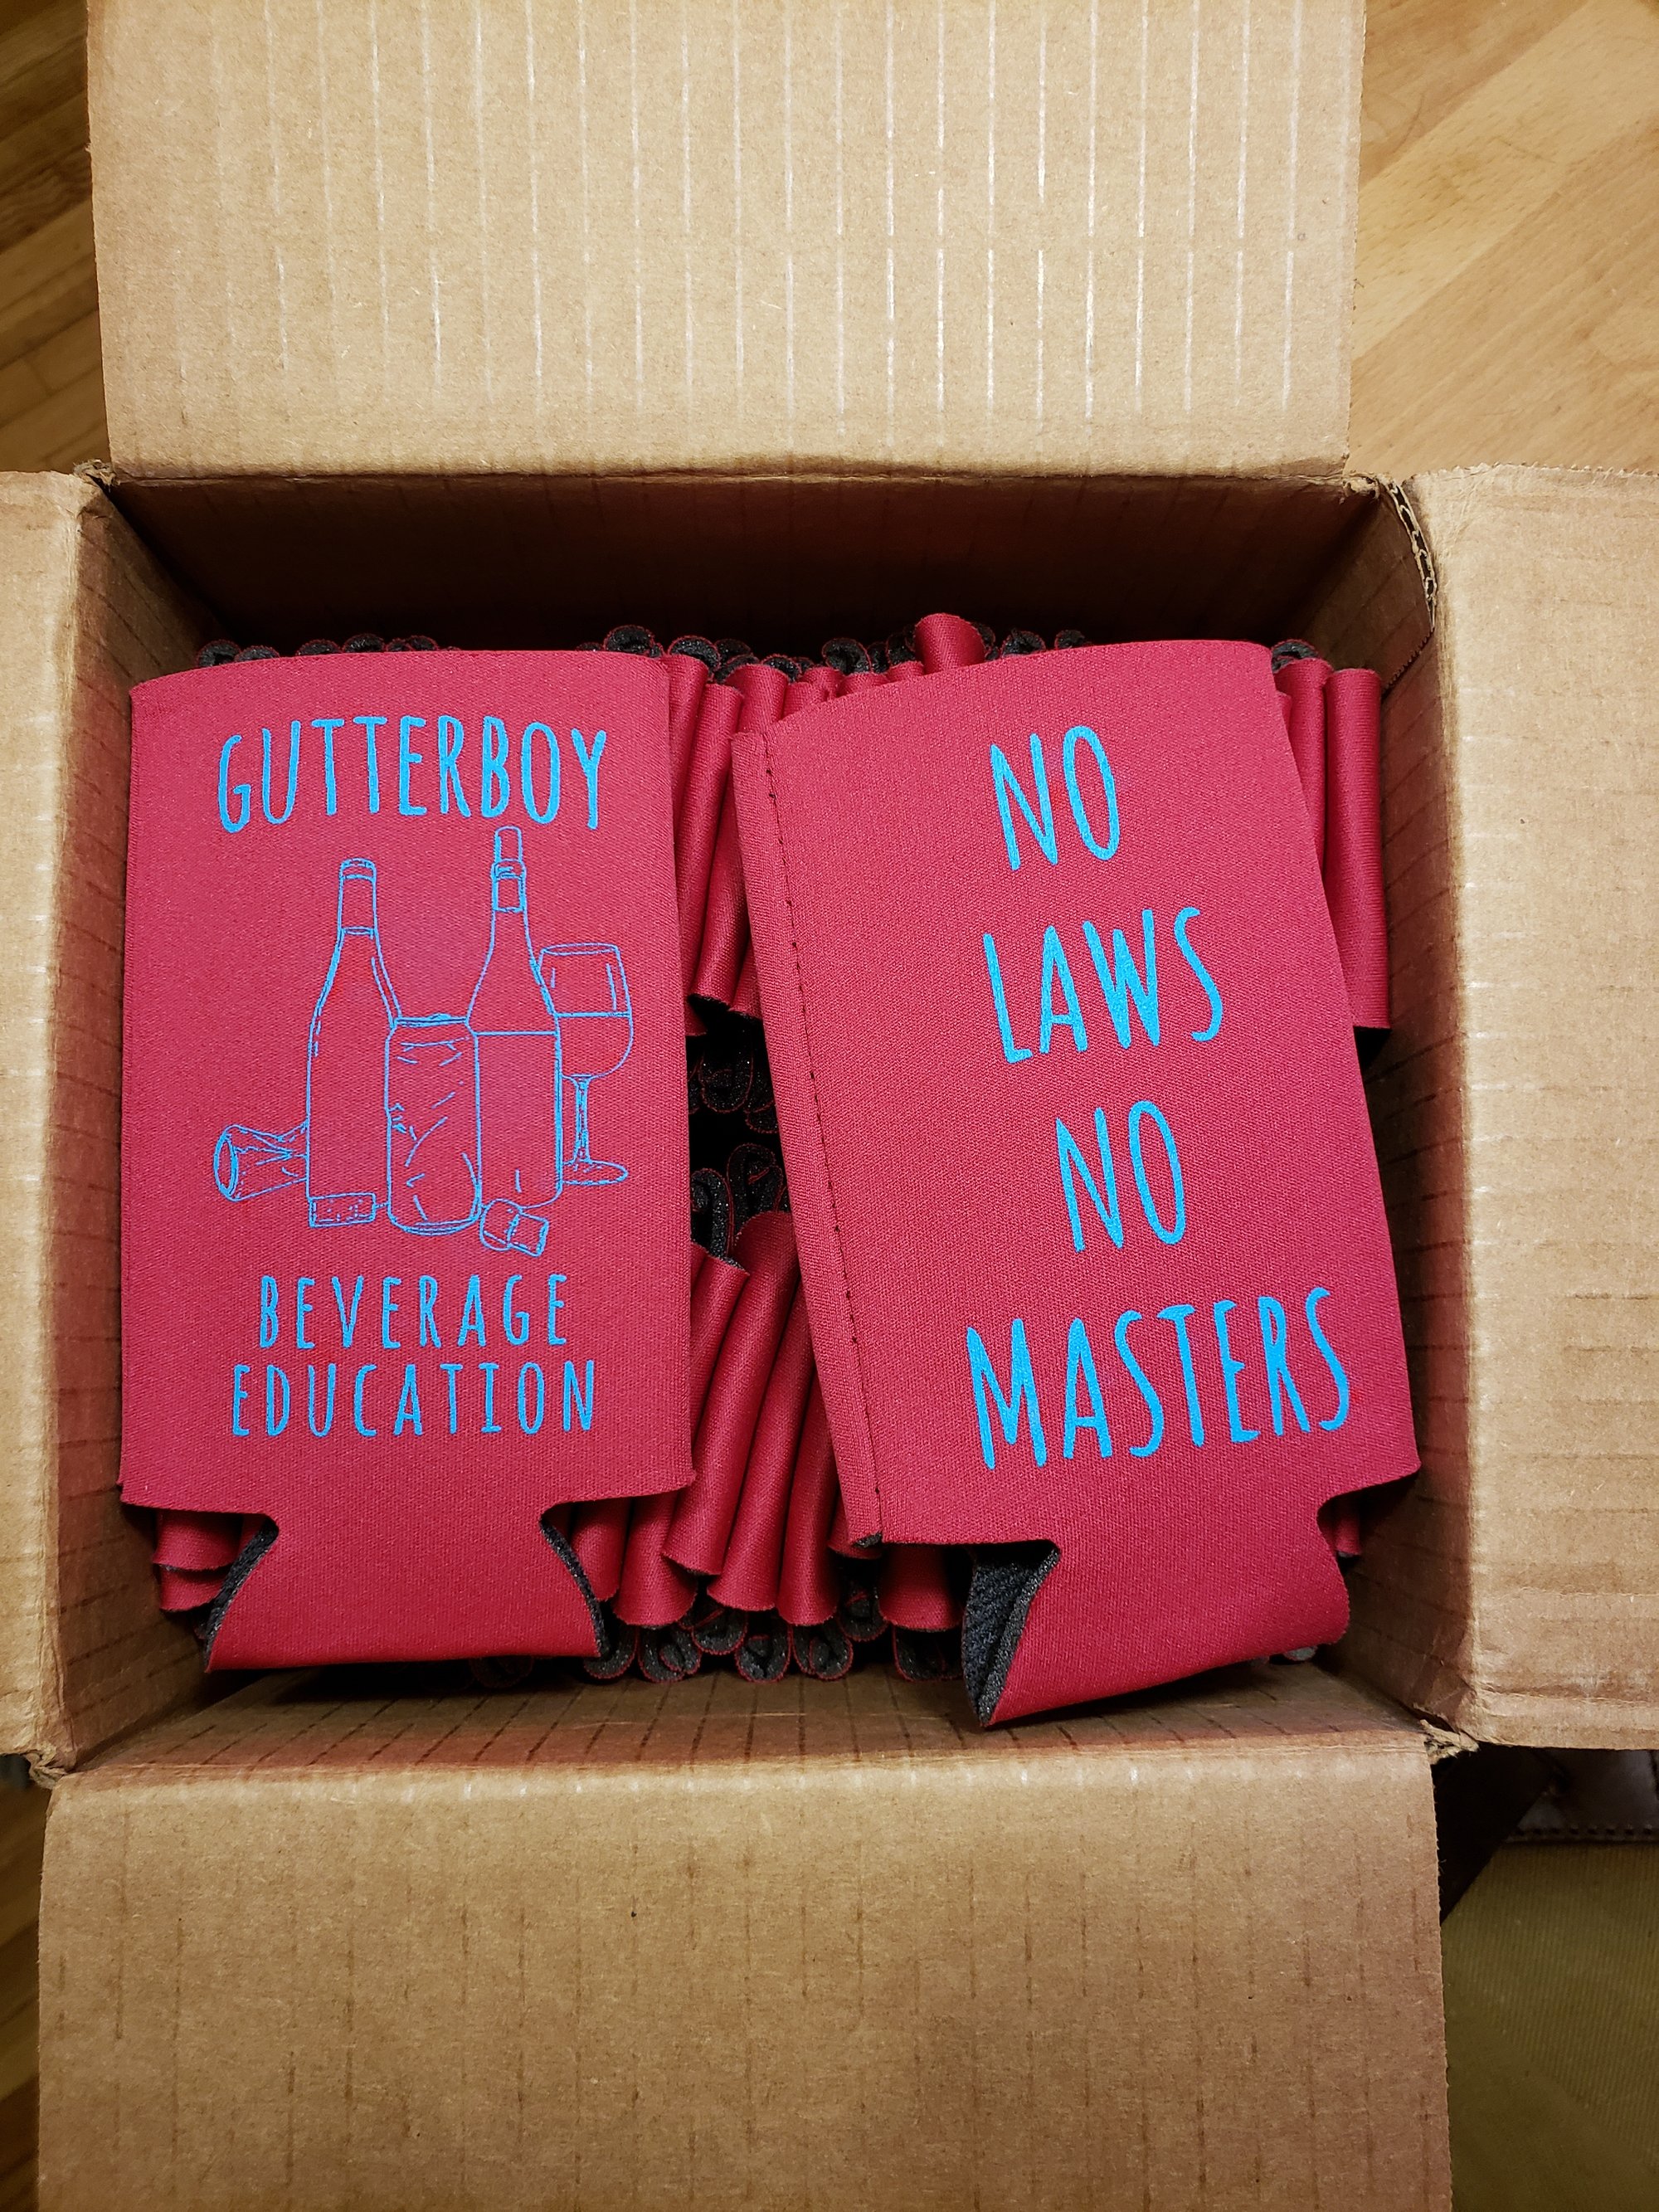 GUTTERBOY
BEVERAGE
EDUCATION
NO
LAWS
NO
MASTERS